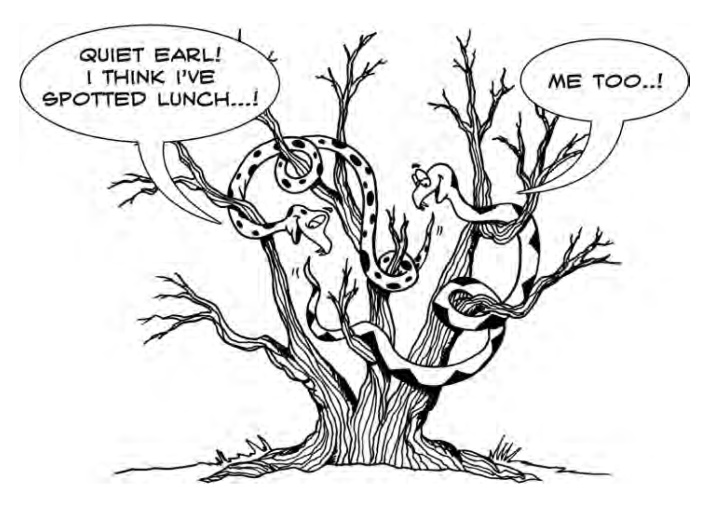 QUIET EARL!
I THINK I'VE
SPOTTED LUNCH...!
ME TOO..!